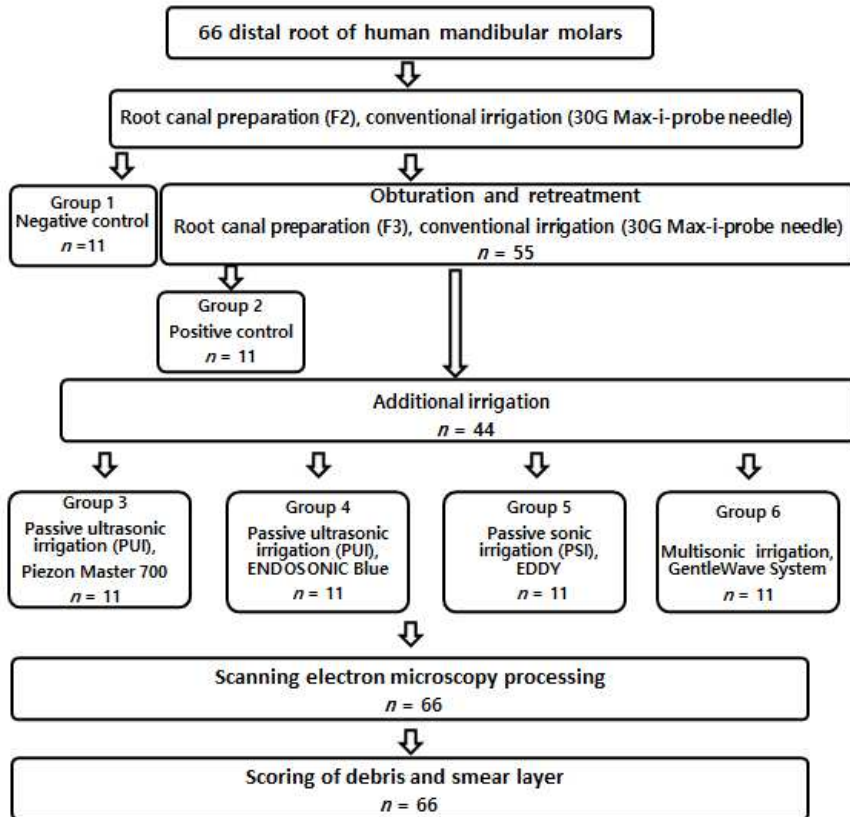 66 distal root of human mandibular molars
Root canal preparation (F2), conventional irrigation (30G Max-i-probe needle)
Group 1
Negative control
n =11
Obturation and retreatment
Root canal preparation (F3), conventional irrigation (30G Max-i-probe needle)
n = 55
Group 2
Positive control
n = 11
Additional irrigation
n = 44
Group 3
Passive ultrasonic
irrigation (PUI),
Piezon Master 700
n = 11
Group 4
Passive ultrasonic
irrigation (PUI),
ENDOSONIC Blue
n = 11
Group 5
Passive sonic
irrigation (PSI),
EDDY
n = 11
Group 6
Multisonic irrigation,
GentleWave System
n = 11
Scanning electron microscopy processing
n = 66
Scoring of debris and smear layer
n = 66